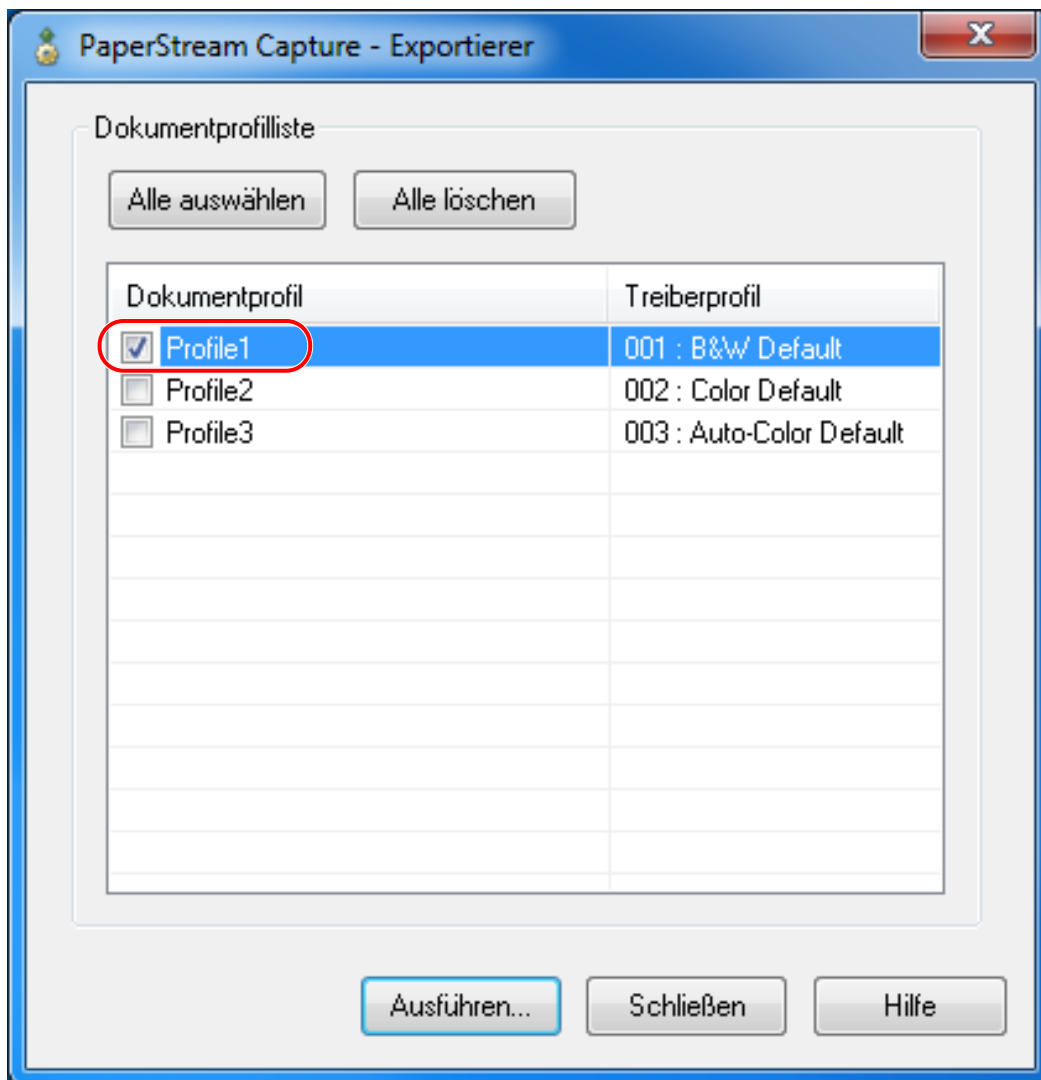 PaperStream Capture - Exportierer
Dokumentprofilliste
Alle auswählen Alle löschen
Dokumentprofil Treiberprofil
Profile1 001 : B&W Default
Profile2 002 : Color Default
Profile3 003 : Auto-Color Default
Ausführen... Schließen Hilfe